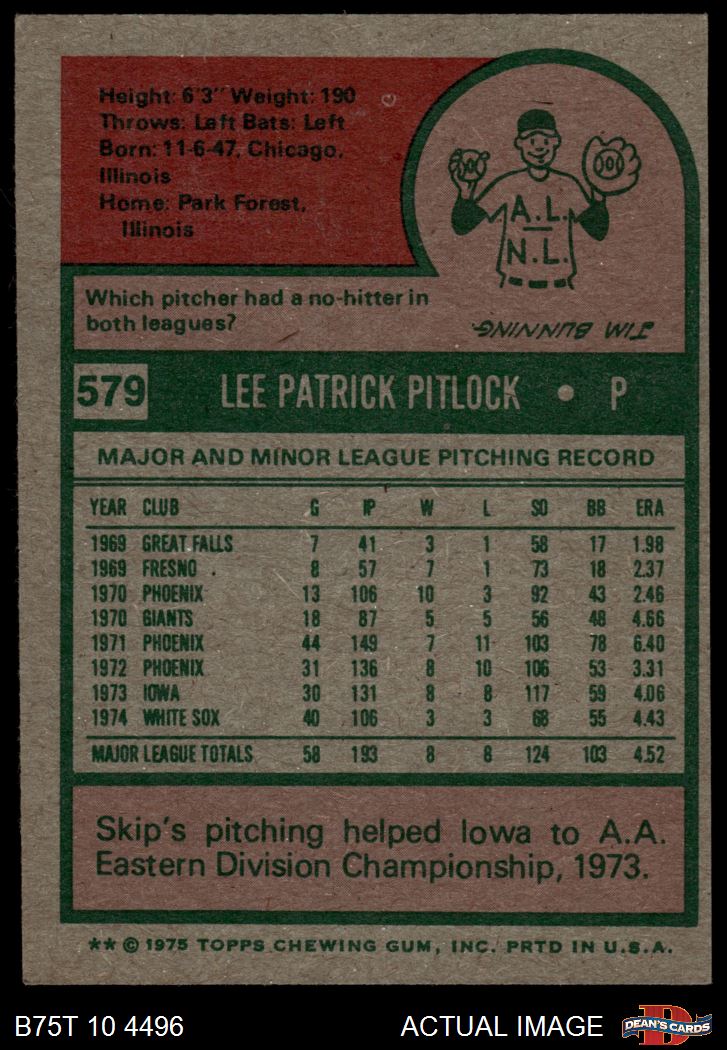 Height: 6'3" Weight: 190
Throws: Left Bats: Left
Born: 11-6-47, Chicago,
Illinois
Home: Park Forest,
Illinois
A.L.
N.L.
Which pitcher had a no-hitter in
both leagues?
JIM BUNNING.
579 LEE PATRICK PITLOCK • P
MAJOR AND MINOR LEAGUE PITCHING RECORD
YEAR CLUB G IP W L SO BB ERA
1969 GREAT FALLS 7 41 3 1 58 17 1.98
1969 FRESNO 8 57 7 1 73 18 2.37
1970 PHOENIX 13 106 10 3 92 43 2.46
1970 GIANTS 18 87 5 5 56 48 4.66
1971 PHOENIX 44 149 7 11 103 78 6.40
1972 PHOENIX 31 136 8 10 106 53 3.31
1973 IOWA 30 131 8 8 117 59 4.06
1974 WHITE SOX 40 106 3 3 68 55 4.43
MAJOR LEAGUE TOTALS 58 193 8 8 124 103 4.52
Skip's pitching helped Iowa to A.A.
Eastern Division Championship, 1973.
** © 1975 TOPPS CHEWING GUM, INC. PRTD IN U.S.A.
B75T 10 4496 ACTUAL IMAGE D DEAN'S CARDS